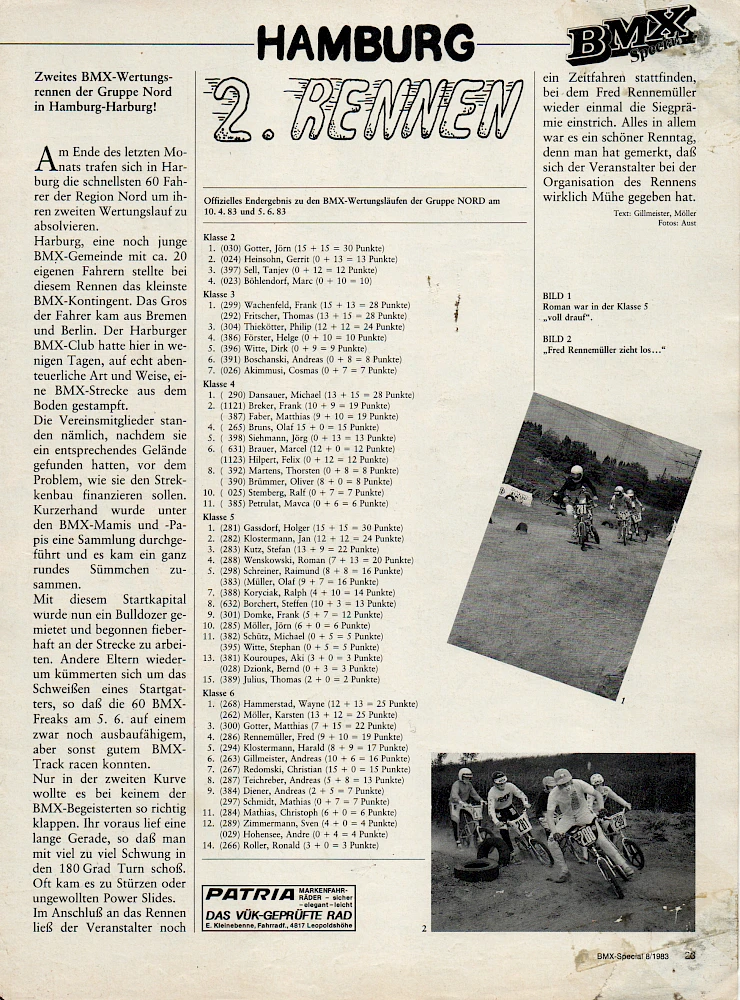 HAMBURG
BMX
Special
Zweites BMX-Wertungs-
rennen der Gruppe Nord
in Hamburg-Harburg!
Am Ende des letzten Mo-
nats trafen sich in Har-
burg die schnellsten 60 Fah-
rer der Region Nord um ih-
ren zweiten Wertungslauf zu
absolvieren.
Harburg, eine noch junge
BMX-Gemeinde mit ca. 20
eigenen Fahrern stellte bei
diesem Rennen das kleinste
BMX-Kontingent. Das Gros
der Fahrer kam aus Bremen
und Berlin. Der Harburger
BMX-Club hatte hier in we-
nigen Tagen, auf echt aben-
teuerliche Art und Weise, ei-
ne BMX-Strecke aus dem
Boden gestampft.
Die Vereinsmitglieder stan-
den nämlich, nachdem sie
ein entsprechendes Gelände
gefunden hatten, vor dem
Problem, wie sie den Strek-
kenbau finanzieren sollen.
Kurzerhand wurde unter
den BMX-Mamis und -Pa-
pis eine Sammlung durchge-
führt und es kam ein ganz
rundes Sümmchen zu-
sammen.
Mit diesem Startkapital
wurde nun ein Bulldozer ge-
mietet und begonnen fieber-
haft an der Strecke zu arbei-
ten. Andere Eltern wieder-
um kümmerten sich um das
Schweißen eines Startgat-
ters, so daß die 60 BMX-
Freaks am 5. 6. auf einem
zwar noch ausbaufähigem,
aber sonst gutem BMX-
Track racen konnten.
Nur in der zweiten Kurve
wollte es bei keinem der
BMX-Begeisterten so richtig
klappen. Ihr voraus lief eine
lange Gerade, so daß man
mit viel zu viel Schwung in
den 180 Grad Turn schoß.
Oft kam es zu Stürzen oder
ungewollten Power Slides.
Im Anschluß an das Rennen
ließ der Veranstalter noch
2. RENNEN
Offizielles Endergebnis zu den BMX-Wertungsläufen der Gruppe NORD am
10. 4. 83 und 5. 6. 83
Klasse 2
1. (030) Gotter, Jörn (15 + 15 = 30 Punkte)
2. (024) Heinsohn, Gerrit (0 + 13 = 13 Punkte)
3. (397) Sell, Tanjev (0 + 12 = 12 Punkte)
4. (023) Böhlendorf, Marc (0 + 10 = 10)
Klasse 3
1. (299) Wachenfeld, Frank (15 + 13 = 28 Punkte)
(292) Fritscher, Thomas (13 + 15 = 28 Punkte)
3. (304) Thiekötter, Philip (12 + 12 = 24 Punkte)
4. (386) Förster, Helge (0 + 10 = 10 Punkte)
5. (396) Witte, Dirk (0 + 9 = 9 Punkte)
6. (391) Boschanski, Andreas (0 + 8 = 8 Punkte)
7. (026) Akimmusi, Cosmas (0 + 7 = 7 Punkte)
Klasse 4
1. ( 290) Dansauer, Michael (13 + 15 = 28 Punkte)
2. (1121) Breker, Frank (10 + 9 = 19 Punkte)
( 387) Faber, Matthias (9 + 10 = 19 Punkte)
4. ( 265) Bruns, Olaf 15 + 0 = 15 Punkte)
5. ( 398) Siehmann, Jörg (0 + 13 = 13 Punkte)
6. ( 631) Brauer, Marcel (12 + 0 = 12 Punkte)
(1123) Hilpert, Felix (0 + 12 = 12 Punkte)
8. ( 392) Martens, Thorsten (0 + 8 = 8 Punkte)
( 390) Brümmer, Oliver (8 + 0 = 8 Punkte)
10. ( 025) Stemberg, Ralf (0 + 7 = 7 Punkte)
11. ( 385) Petrulat, Mavca (0 + 6 = 6 Punkte)
Klasse 5
1. (281) Gassdorf, Holger (15 + 15 = 30 Punkte)
2. (282) Klostermann, Jan (12 + 12 = 24 Punkte)
3. (283) Kutz, Stefan (13 + 9 = 22 Punkte)
4. (288) Wenskowski, Roman (7 + 13 = 20 Punkte)
5. (298) Schreiner, Raimund (8 + 8 = 16 Punkte)
(383) (Müller, Olaf (9 + 7 = 16 Punkte)
7. (388) Koryciak, Ralph (4 + 10 = 14 Punkte)
8. (632) Borchert, Steffen (10 + 3 = 13 Punkte)
9. (301) Domke, Frank (5 + 7 = 12 Punkte)
10. (285) Möller, Jörn (6 + 0 = 6 Punkte)
11. (382) Schütz, Michael (0 + 5 = 5 Punkte)
(395) Witte, Stephan (0 + 5 = 5 Punkte)
13. (381) Kouroupes, Aki (3 + 0 = 3 Punkte)
(028) Dzionk, Bernd (0 + 3 = 3 Punkte)
15. (389) Julius, Thomas (2 + 0 = 2 Punkte)
Klasse 6
1. (268) Hammerstad, Wayne (12 + 13 = 25 Punkte)
(262) Möller, Karsten (13 + 12 = 25 Punkte)
3. (300) Gotter, Matthias (7 + 15 = 22 Punkte)
4. (286) Rennemüller, Fred (9 + 10 = 19 Punkte)
5. (294) Klostermann, Harald (8 + 9 = 17 Punkte)
6. (263) Gillmeister, Andreas (10 + 6 = 16 Punkte)
7. (267) Redomski, Christian (15 + 0 = 15 Punkte)
8. (287) Teichreber, Andreas (5 + 8 = 13 Punkte)
9. (384) Diener, Andreas (2 + 5 = 7 Punkte)
(297) Schmidt, Mathias (0 + 7 = 7 Punkte)
11. (284) Mathias, Christoph (6 + 0 = 6 Punkte)
12. (289) Zimmermann, Sven (4 + 0 = 4 Punkte)
(029) Hohensee, Andre (0 + 4 = 4 Punkte)
14. (266) Roller, Ronald (3 + 0 = 3 Punkte)
PATRIA MARKENFAHR-
RÄDER – sicher
– elegant – leicht
DAS VÜK-GEPRÜFTE RAD
E. Kleinebenne, Fahrradf., 4817 Leopoldshöhe
ein Zeitfahren stattfinden,
bei dem Fred Rennemüller
wieder einmal die Siegprä-
mie einstrich. Alles in allem
war es ein schöner Renntag,
denn man hat gemerkt, daß
sich der Veranstalter bei der
Organisation des Rennens
wirklich Mühe gegeben hat.
Text: Gillmeister, Möller
Fotos: Aust
BILD 1
Roman war in der Klasse 5
„voll drauf“.
BILD 2
„Fred Rennemüller zieht los...“
1
2
BMX-Special 8/1983